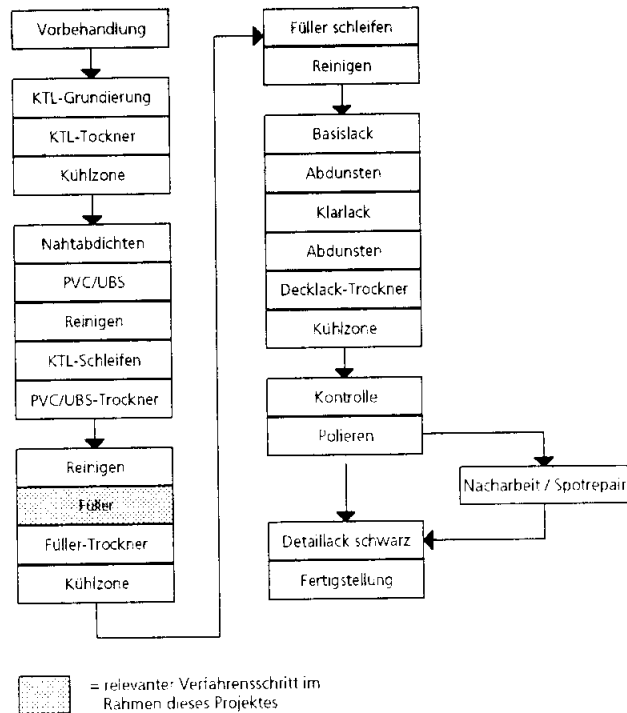 Vorbehandlung
KTL-Grundierung
KTL-Tockner
Kühlzone
Nahtabdichten
PVC/UBS
Reinigen
KTL-Schleifen
PVC/UBS-Trockner
Reinigen
Füller
Füller-Trockner
Kühlzone
Füller schleifen
Reinigen
Basislack
Abdunsten
Klarlack
Abdunsten
Decklack-Trockner
Kühlzone
Kontrolle
Polieren
Nacharbeit / Spotrepair
Detaillack schwarz
Fertigstellung
= relevanter Verfahrensschritt im
Rahmen dieses Projektes